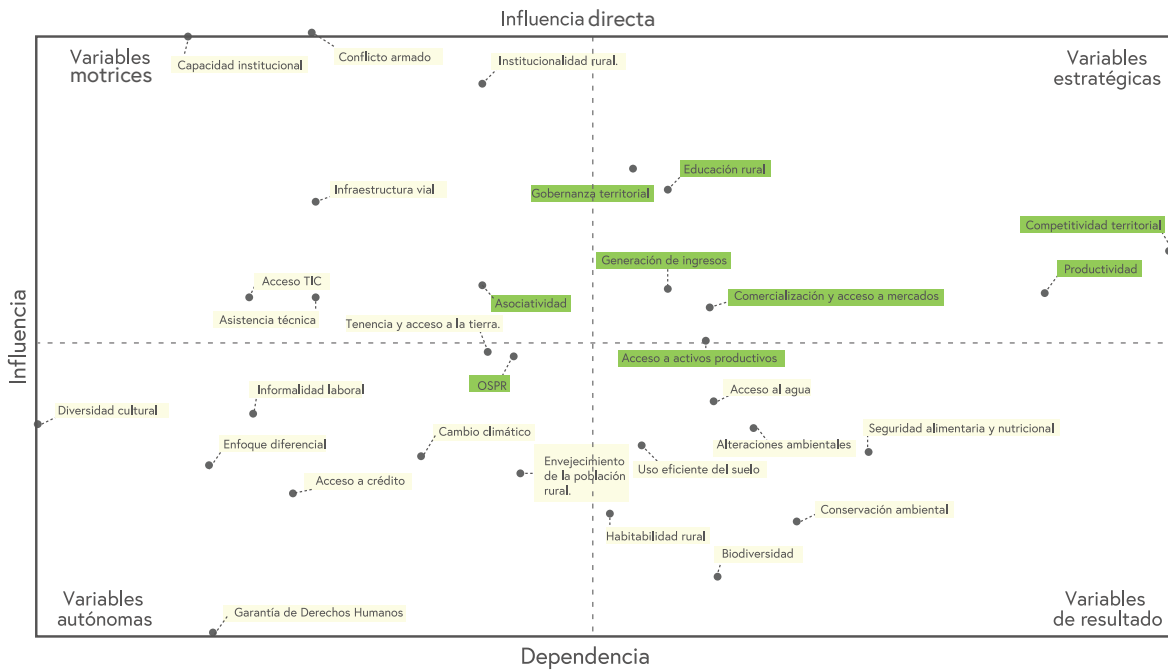 Influencia directa
Variables
motrices
Capacidad institucional
Conflicto armado
Institucionalidad rural.
Variables
estratégicas
Infraestructura vial
Gobernanza territorial
Educación rural
Competitividad territorial
Generación de ingresos
Productividad
Acceso TIC
Asistencia técnica
Asociatividad
Comercialización y acceso a mercados
Tenencia y acceso a la tierra.
Influencia
OSPR
Acceso a activos productivos
Informalidad laboral
Acceso al agua
Diversidad cultural
Enfoque diferencial
Cambio climático
Alteraciones ambientales
Seguridad alimentaria y nutricional
Acceso a crédito
Envejecimiento
de la población
rural.
Uso eficiente del suelo
Habitabilidad rural
Conservación ambiental
Biodiversidad
Variables
autónomas
Garantía de Derechos Humanos
Variables
de resultado
Dependencia